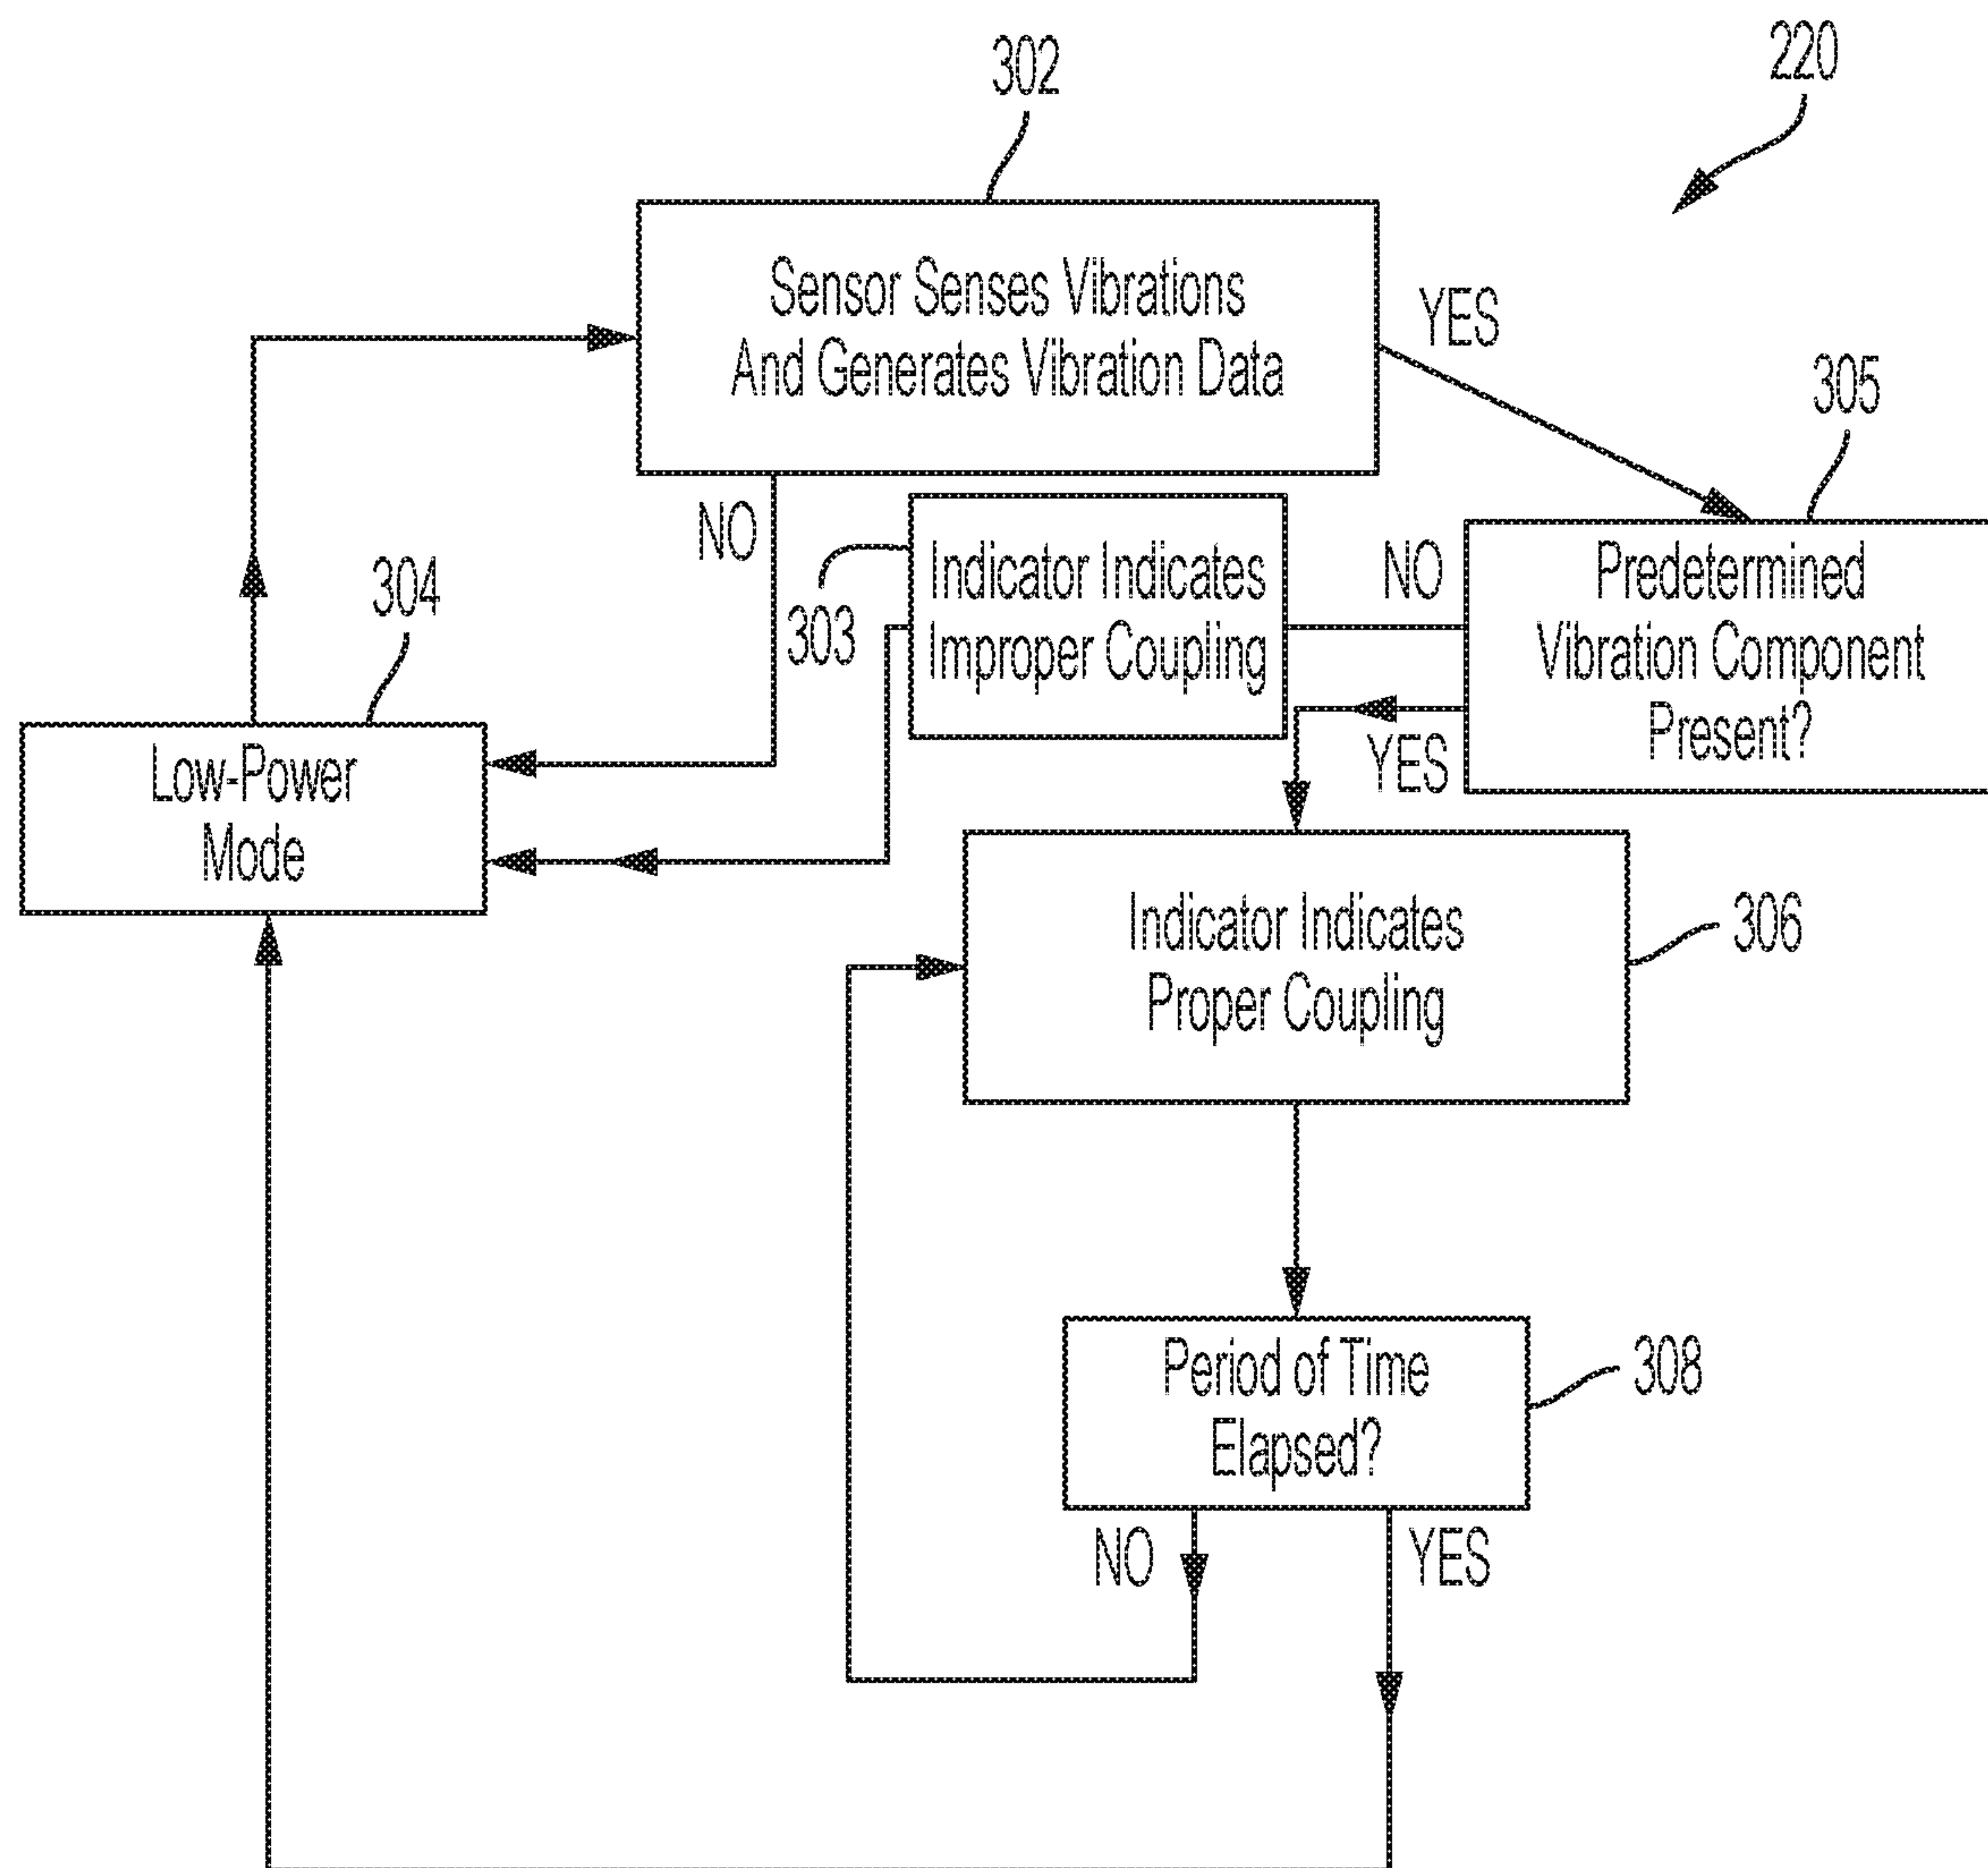 302
220
Sensor Senses Vibrations
And Generates Vibration Data
YES
305
NO
304
303
Indicator Indicates
Improper Coupling
NO
Predetermined
Vibration Component
Present?
YES
Low-Power
Mode
Indicator Indicates
Proper Coupling
306
Period of Time
Elapsed?
308
NO
YES